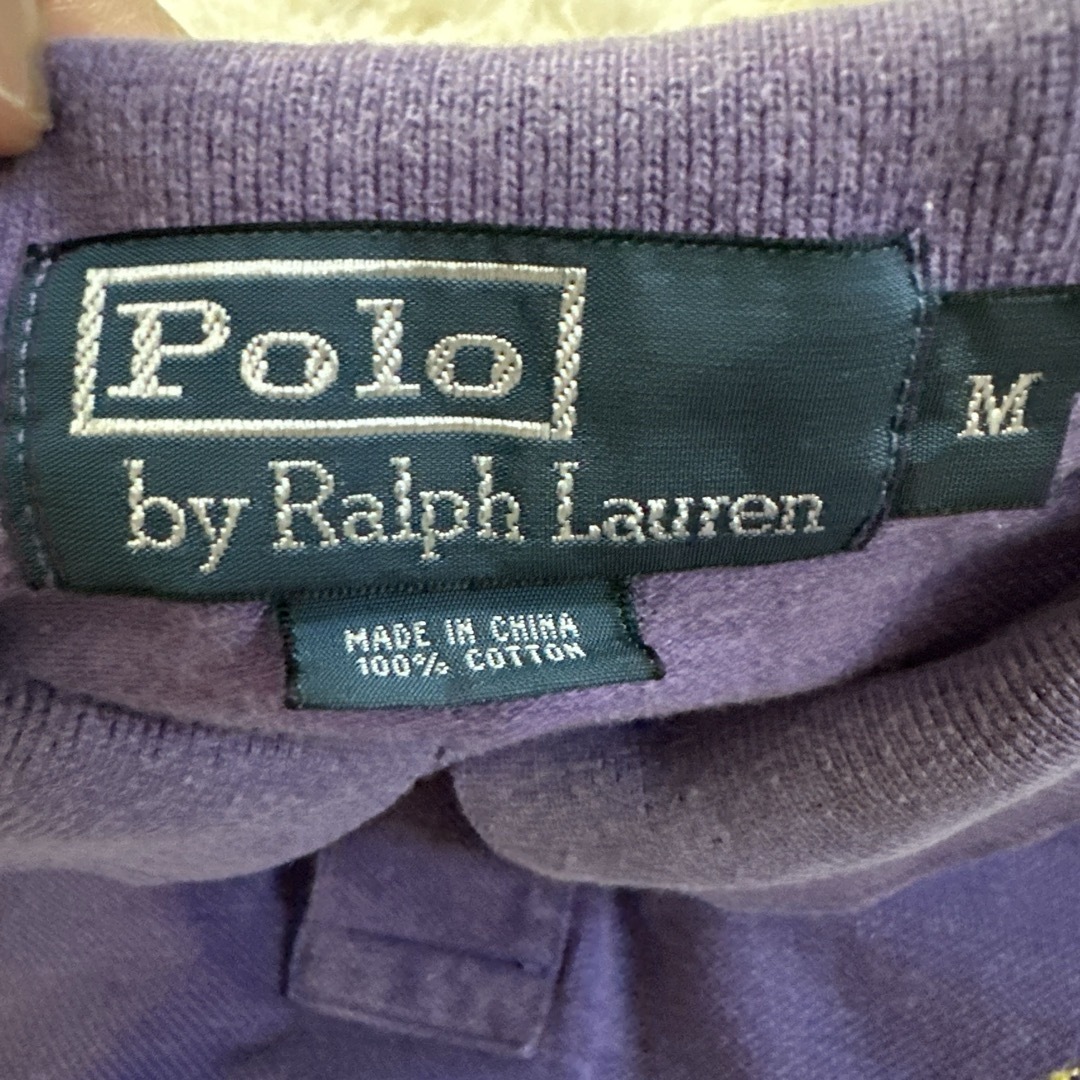 Polo
by Ralph Lauren
M
MADE IN CHINA
100% COTTON